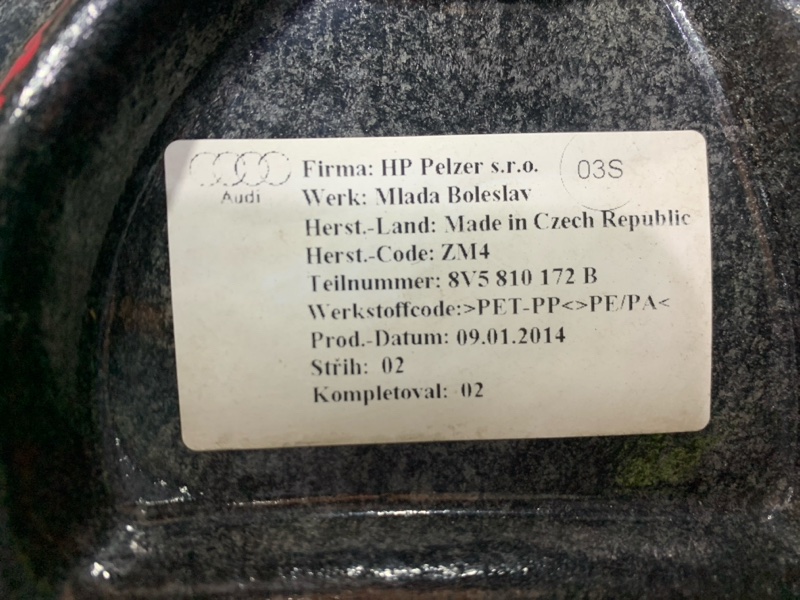 Audi
Firma: HP Pelzer s.r.o.
03S
Werk: Mlada Boleslav
Herst.-Land: Made in Czech Republic
Herst.-Code: ZM4
Teilnummer: 8V5 810 172 B
Werkstoffcode:>PET-PP<>PE/PA<
Prod.-Datum: 09.01.2014
Střih: 02
Kompletoval: 02